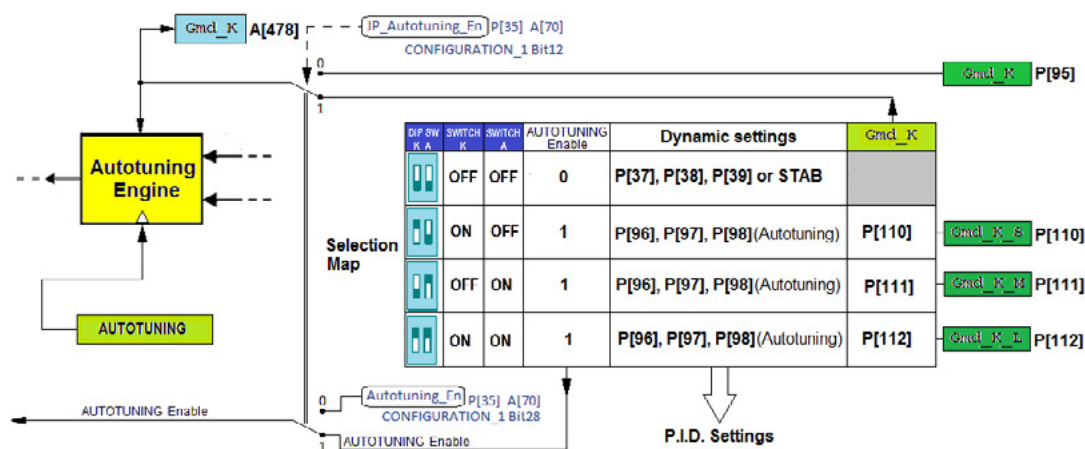 Gmd_K A[478]
JP_Autotuning_En P[35] A[70]
CONFIGURATION_1 Bit12
0
Gmd_K P[95]
1
DIP SW K A
SWITCH K
SWITCH A
AUTOTUNING Enable
Dynamic settings
Gmd_K
Autotuning
Engine
OFF OFF 0 P[37], P[38], P[39] or STAB
Selection
Map
ON OFF 1 P[96], P[97], P[98](Autotuning) P[110] Gmd_K_S P[110]
OFF ON 1 P[96], P[97], P[98](Autotuning) P[111] Gmd_K_M P[111]
AUTOTUNING
ON ON 1 P[96], P[97], P[98](Autotuning) P[112] Gmd_K_L P[112]
0
Autotuning_En P[35] A[70]
CONFIGURATION_1 Bit28
AUTOTUNING Enable
1
AUTOTUNING Enable
P.I.D. Settings